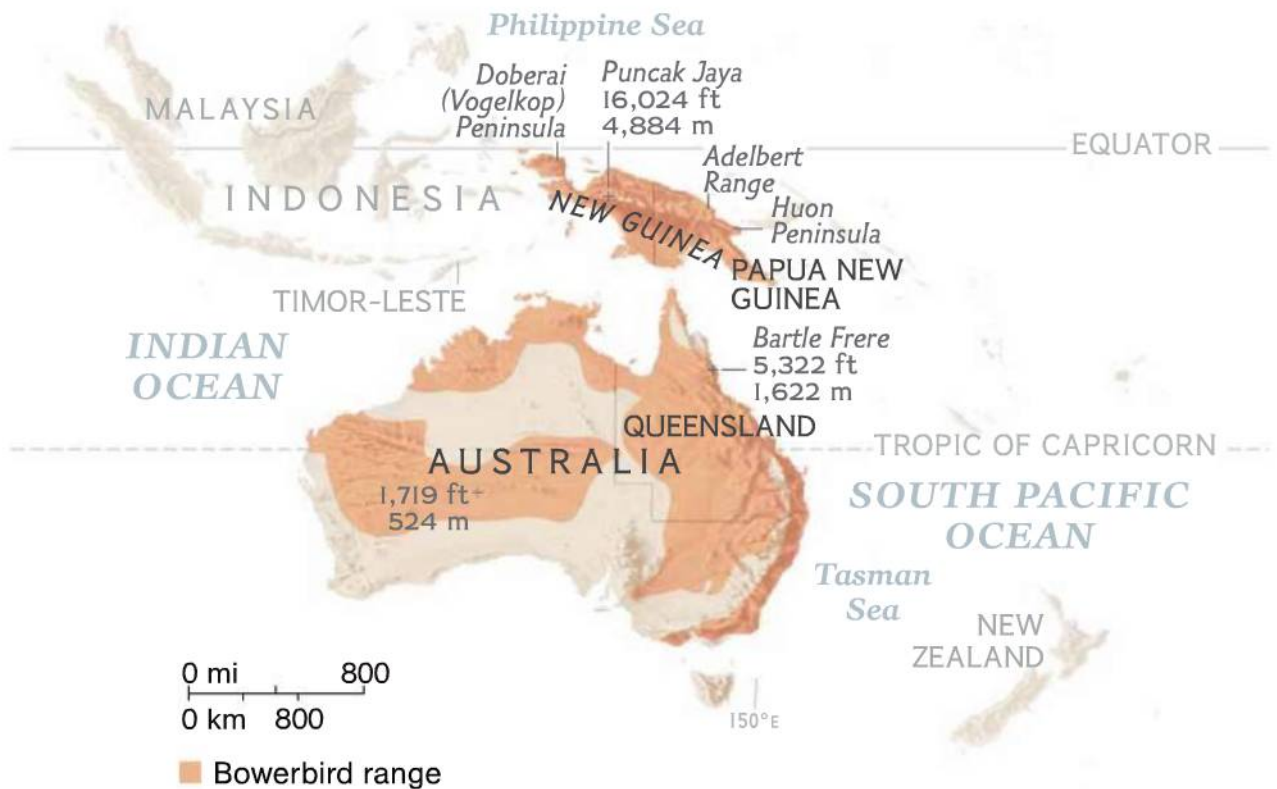 Philippine Sea
Doberai
(Vogelkop)
Peninsula
Puncak Jaya
16,024 ft
4,884 m
MALAYSIA
EQUATOR
Adelbert
Range
INDONESIA
NEW GUINEA
Huon
Peninsula
PAPUA NEW
GUINEA
TIMOR-LESTE
INDIAN
OCEAN
Bartle Frere
5,322 ft
1,622 m
QUEENSLAND
TROPIC OF CAPRICORN
AUSTRALIA
1,719 ft
524 m
SOUTH PACIFIC
OCEAN
Tasman
Sea
NEW
ZEALAND
0 mi 800
0 km 800
150°E
Bowerbird range